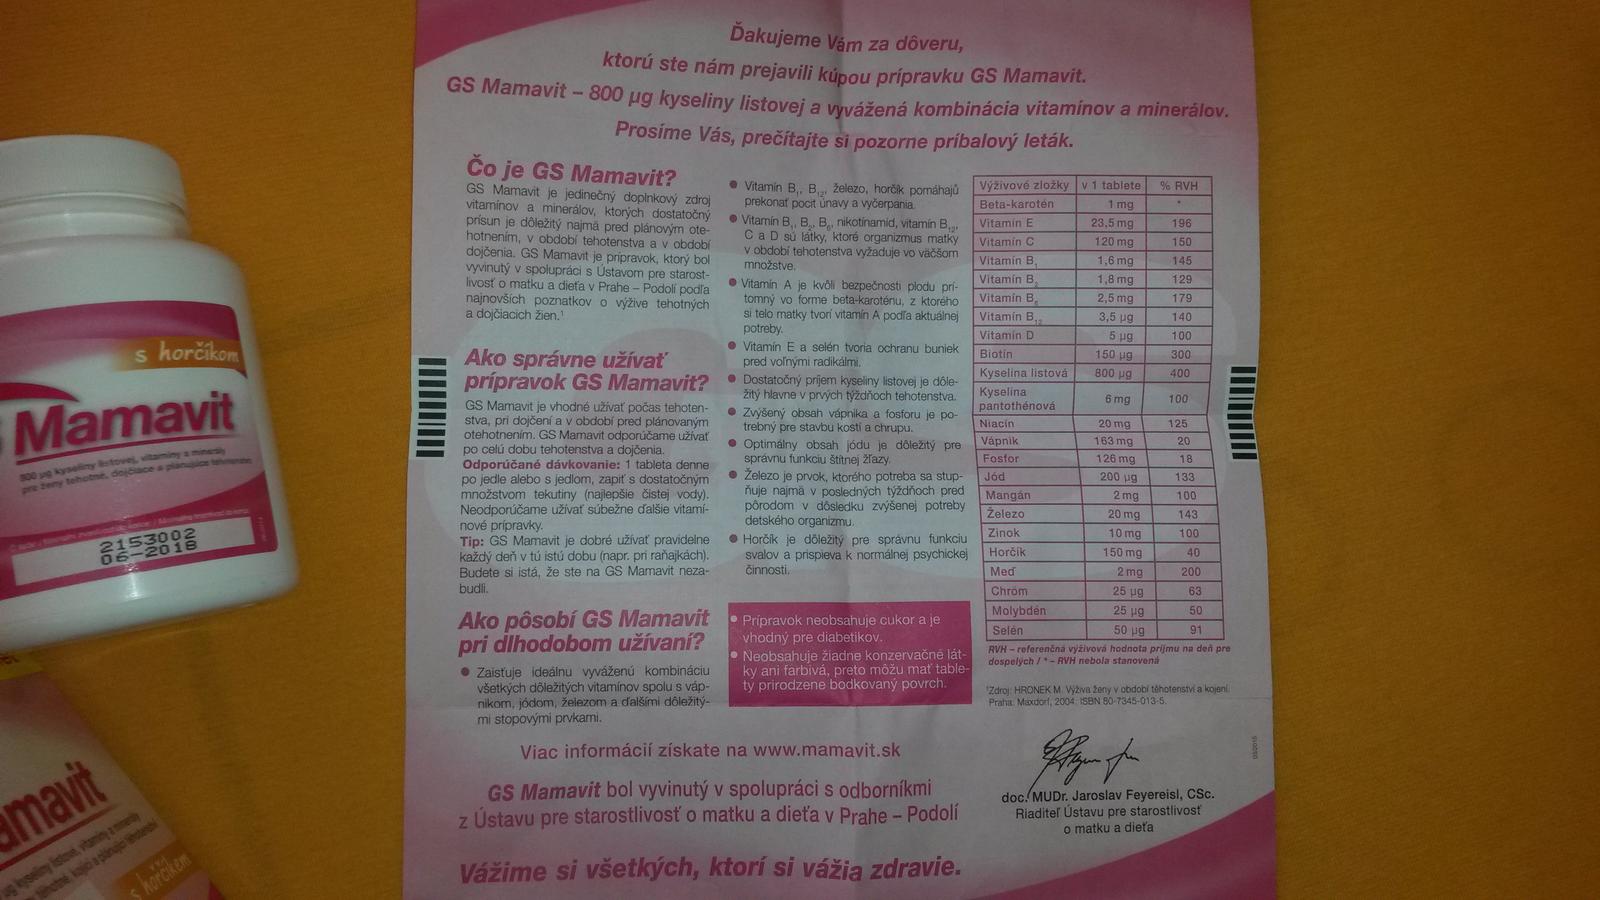 Ďakujeme Vám za dôveru,
ktorú ste nám prejavili kúpou prípravku GS Mamavit.
GS Mamavit – 800 µg kyseliny listovej a vyvážená kombinácia vitamínov a minerálov.
Prosíme Vás, prečítajte si pozorne príbalový leták.
Čo je GS Mamavit?
GS Mamavit je jedinečný doplnkový zdroj
vitamínov a minerálov, ktorých dostatočný
prísun je dôležitý najmä pred plánovým ote-
hotnením, v období tehotenstva a v období
dojčenia. GS Mamavit je prípravok, ktorý bol
vyvinutý v spolupráci s Ústavom pre starost-
livosť o matku a dieťa v Prahe – Podolí podľa
najnovších poznatkov o výžive tehotných
a dojčiacich žien.¹
Ako správne užívať
prípravok GS Mamavit?
GS Mamavit je vhodné užívať počas tehoten-
stva, pri dojčení a v období pred plánovaným
otehotnením. GS Mamavit odporúčame užívať
po celú dobu tehotenstva a dojčenia.
Odporúčané dávkovanie: 1 tableta denne
po jedle alebo s jedlom, zapiť s dostatočným
množstvom tekutiny (najlepšie čistej vody).
Neodporúčame užívať súbežne ďalšie vitamí-
nové prípravky.
Tip: GS Mamavit je dobré užívať pravidelne
každý deň v tú istú dobu (napr. pri raňajkách).
Budete si istá, že ste na GS Mamavit neza-
budli.
Ako pôsobí GS Mamavit
pri dlhodobom užívaní?
• Zaisťuje ideálnu vyváženú kombináciu
všetkých dôležitých vitamínov spolu s váp-
nikom, jódom, železom a ďalšími dôležitý-
mi stopovými prvkami.
• Vitamín B₁, B₁₂, železo, horčík pomáhajú
prekonať pocit únavy a vyčerpania.
• Vitamín B₁, B₂, B₆, nikotínamid, vitamín B₁₂,
C a D sú látky, ktoré organizmus matky
v období tehotenstva vyžaduje vo väčšom
množstve.
• Vitamín A je kvôli bezpečnosti plodu prí-
tomný vo forme beta-karoténu, z ktorého
si telo matky tvorí vitamín A podľa aktuálnej
potreby.
• Vitamín E a selén tvoria ochranu buniek
pred voľnými radikálmi.
• Dostatočný príjem kyseliny listovej je dôle-
žitý hlavne v prvých týždňoch tehotenstva.
• Zvýšený obsah vápnika a fosforu je po-
trebný pre stavbu kostí a chrupu.
• Optimálny obsah jódu je dôležitý pre
správnu funkciu štítnej žľazy.
• Železo je prvok, ktorého potreba sa stup-
ňuje najmä v posledných týždňoch pred
pôrodom v dôsledku zvýšenej potreby
detského organizmu.
• Horčík je dôležitý pre správnu funkciu
svalov a prispieva k normálnej psychickej
činnosti.
• Prípravok neobsahuje cukor a je
vhodný pre diabetikov.
• Neobsahuje žiadne konzervačné lát-
ky ani farbivá, preto môžu mať table-
ty prirodzene bodkovaný povrch.
Výživové zložky v 1 tablete % RVH
Beta-karotén 1 mg *
Vitamín E 23,5 mg 196
Vitamín C 120 mg 150
Vitamín B₁ 1,6 mg 145
Vitamín B₂ 1,8 mg 129
Vitamín B₆ 2,5 mg 179
Vitamín B₁₂ 3,5 µg 140
Vitamín D 5 µg 100
Biotín 150 µg 300
Kyselina listová 800 µg 400
Kyselina
pantothénová 6 mg 100
Niacín 20 mg 125
Vápnik 163 mg 20
Fosfor 126 mg 18
Jód 200 µg 133
Mangán 2 mg 100
Železo 20 mg 143
Zinok 10 mg 100
Horčík 150 mg 40
Meď 2 mg 200
Chróm 25 µg 63
Molybdén 25 µg 50
Selén 50 µg 91
RVH – referenčná výživová hodnota príjmu na deň pre
dospelých / * – RVH nebola stanovená
¹Zdroj: HRONEK M. Výživa ženy v období těhotenství a kojení.
Praha: Maxdorf, 2004. ISBN 80-7345-013-5.
Viac informácií získate na www.mamavit.sk
GS Mamavit bol vyvinutý v spolupráci s odborníkmi
z Ústavu pre starostlivosť o matku a dieťa v Prahe – Podolí
doc. MUDr. Jaroslav Feyereisl, CSc.
Riaditeľ Ústavu pre starostlivosť
o matku a dieťa
Vážime si všetkých, ktorí si vážia zdravie.
s horčíkom
Mamavit
800 µg kyseliny listovej, vitamíny a minerály
pre ženy tehotné, dojčiace a plánujúce tehotenstvo
2153002
06-2018
amavit
s hořčíkem